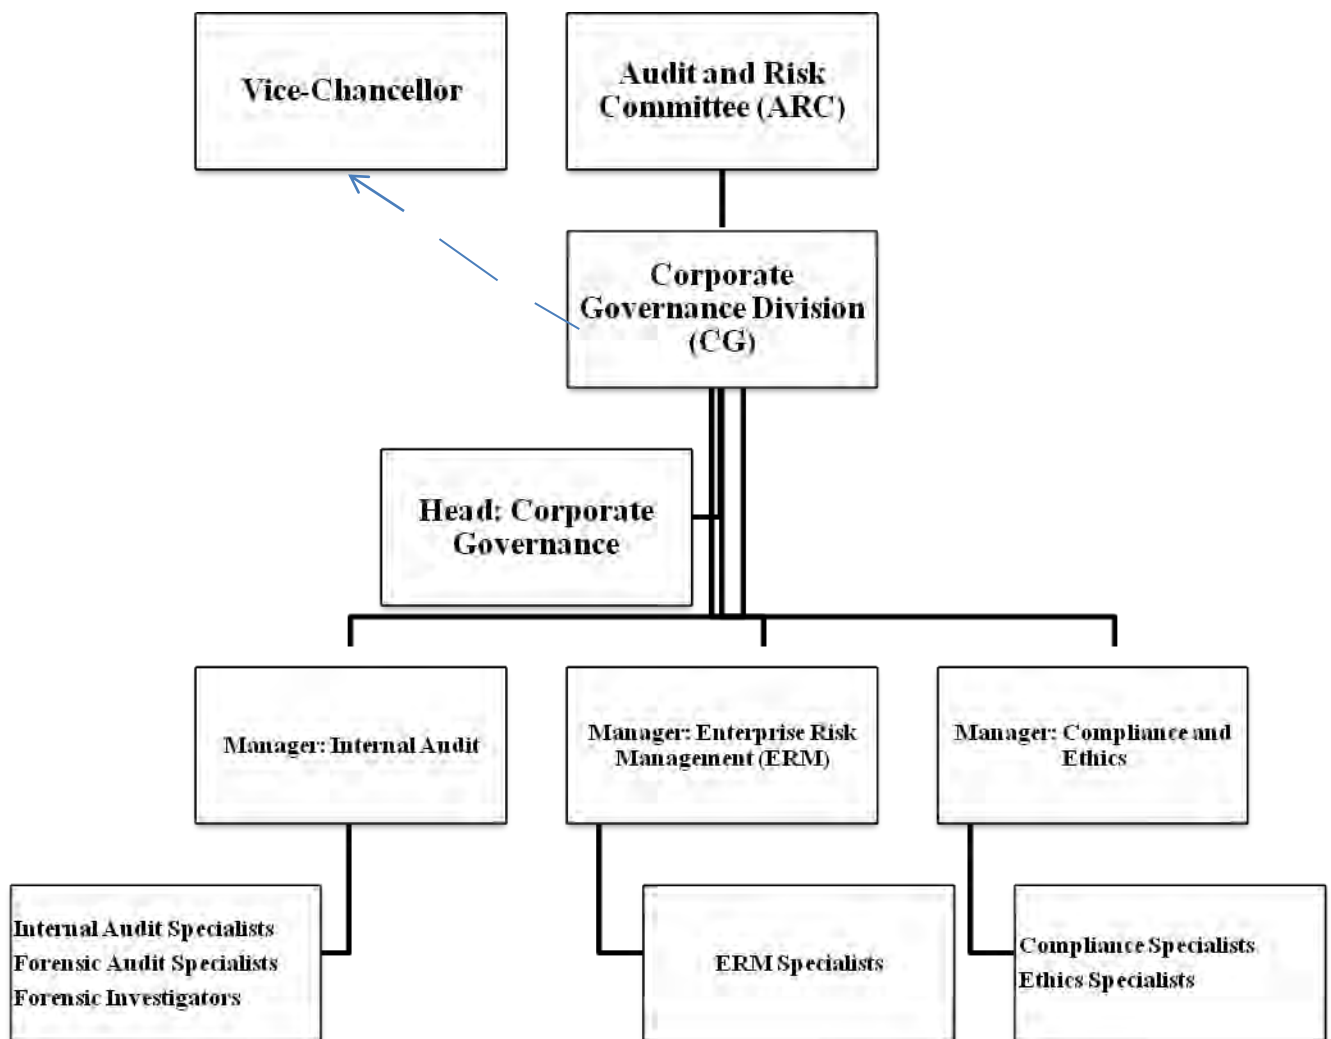 Vice-Chancellor
Audit and Risk
Committee (ARC)
Corporate
Governance Division
(CG)
Head: Corporate
Governance
Manager: Internal Audit
Manager: Enterprise Risk
Management (ERM)
Manager: Compliance and
Ethics
Internal Audit Specialists
Forensic Audit Specialists
Forensic Investigators
ERM Specialists
Compliance Specialists
Ethics Specialists